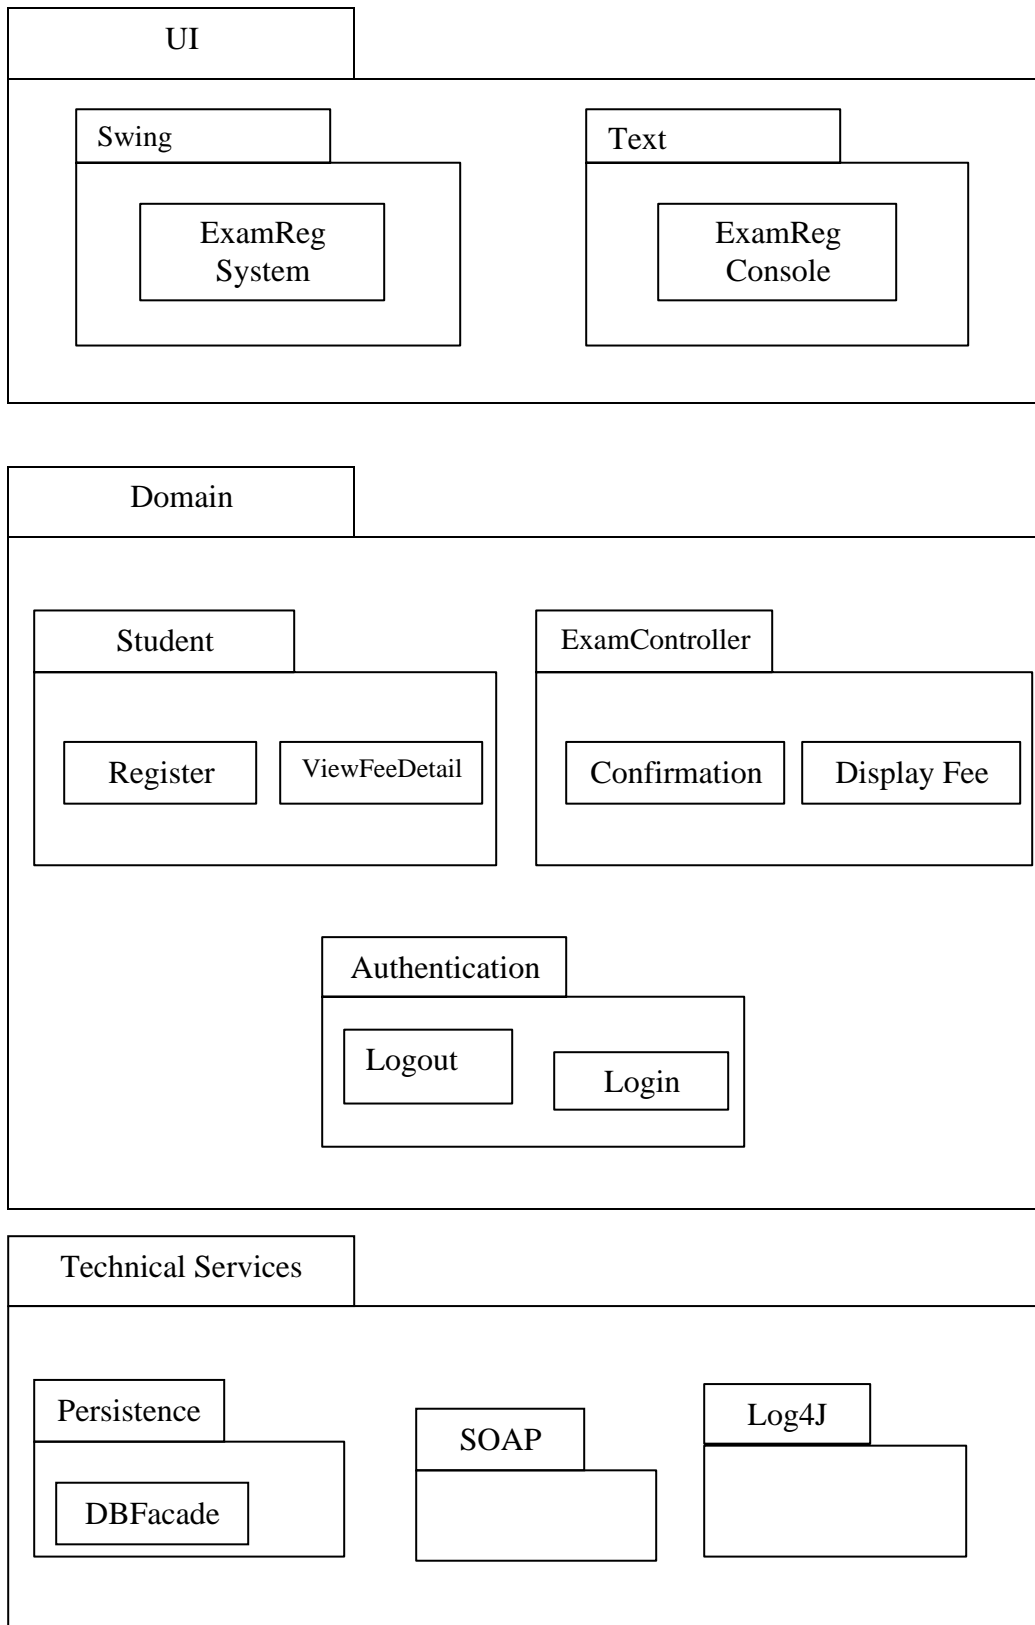 UI
Swing
Text
ExamReg
System
ExamReg
Console
Domain
Student
ExamController
Register
ViewFeeDetail
Confirmation
Display Fee
Authentication
Logout
Login
Technical Services
Persistence
SOAP
Log4J
DBFacade